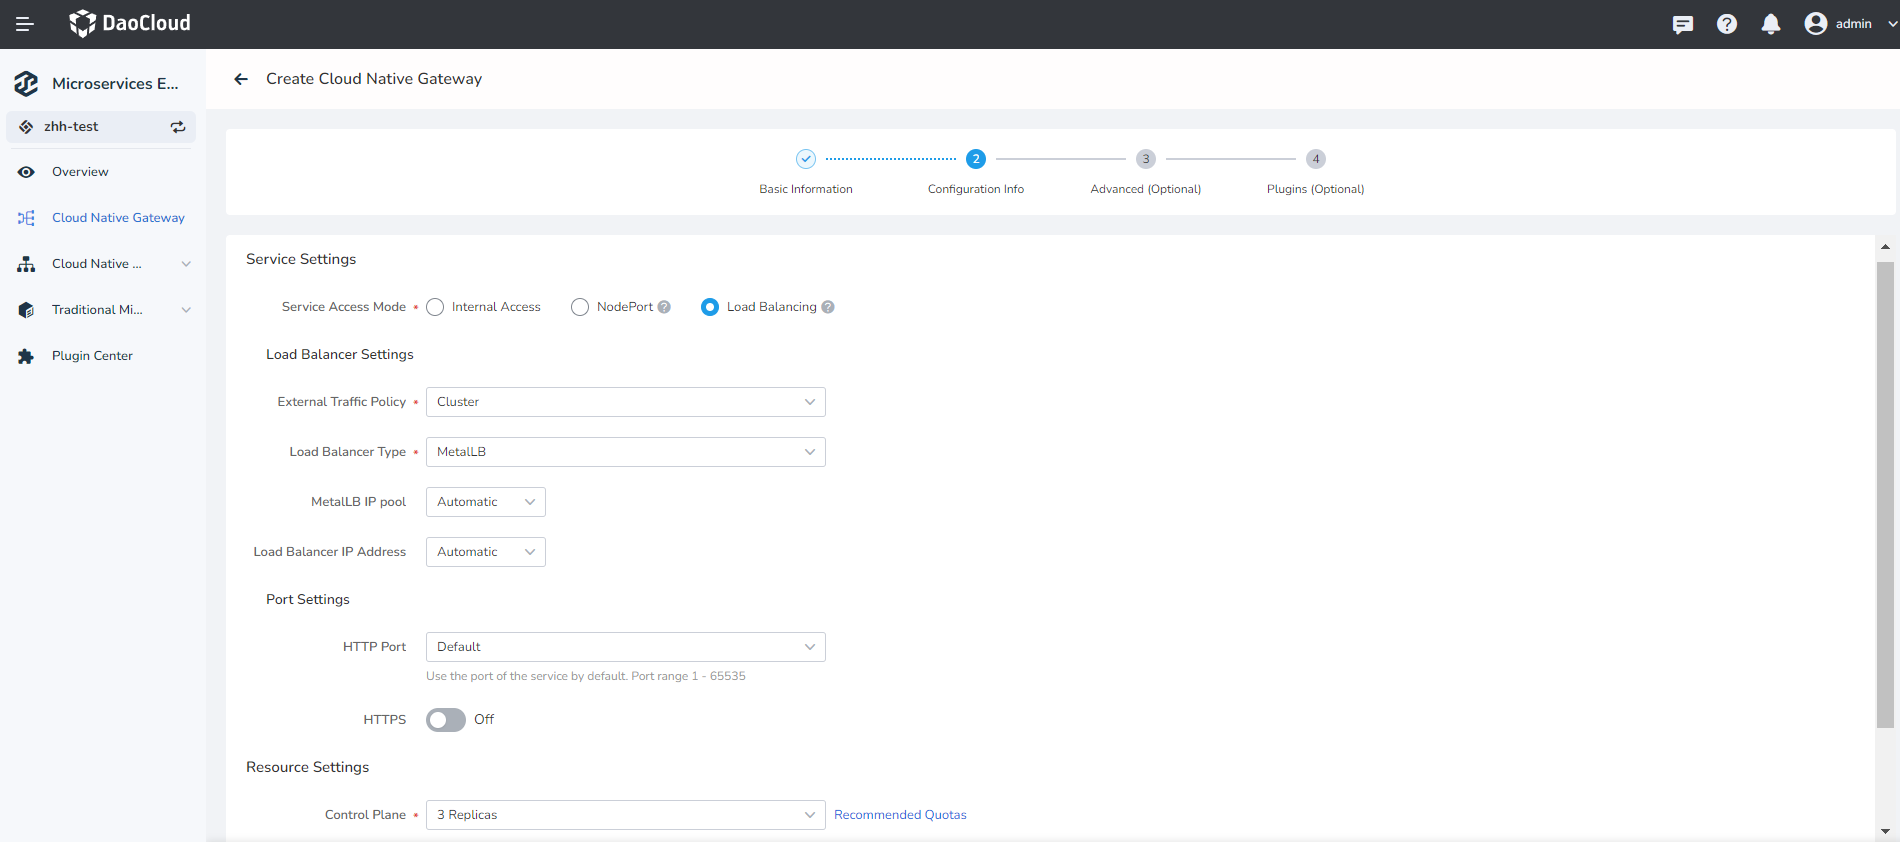 DaoCloud
admin
Microservices E...
zhh-test
Overview
Cloud Native Gateway
Cloud Native ...
Traditional Mi...
Plugin Center
Create Cloud Native Gateway
2
3
4
Basic Information
Configuration Info
Advanced (Optional)
Plugins (Optional)
Service Settings
Service Access Mode • Internal Access NodePort ? Load Balancing ?
Load Balancer Settings
External Traffic Policy • Cluster
Load Balancer Type • MetalLB
MetalLB IP pool Automatic
Load Balancer IP Address Automatic
Port Settings
HTTP Port Default
Use the port of the service by default. Port range 1 - 65535
HTTPS Off
Resource Settings
Control Plane • 3 Replicas Recommended Quotas